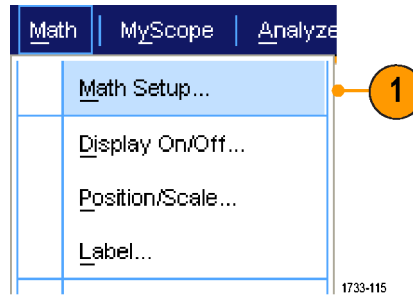 Math MyScope Analyze
Math Setup...
1
Display On/Off...
Position/Scale...
Label...
1733-115